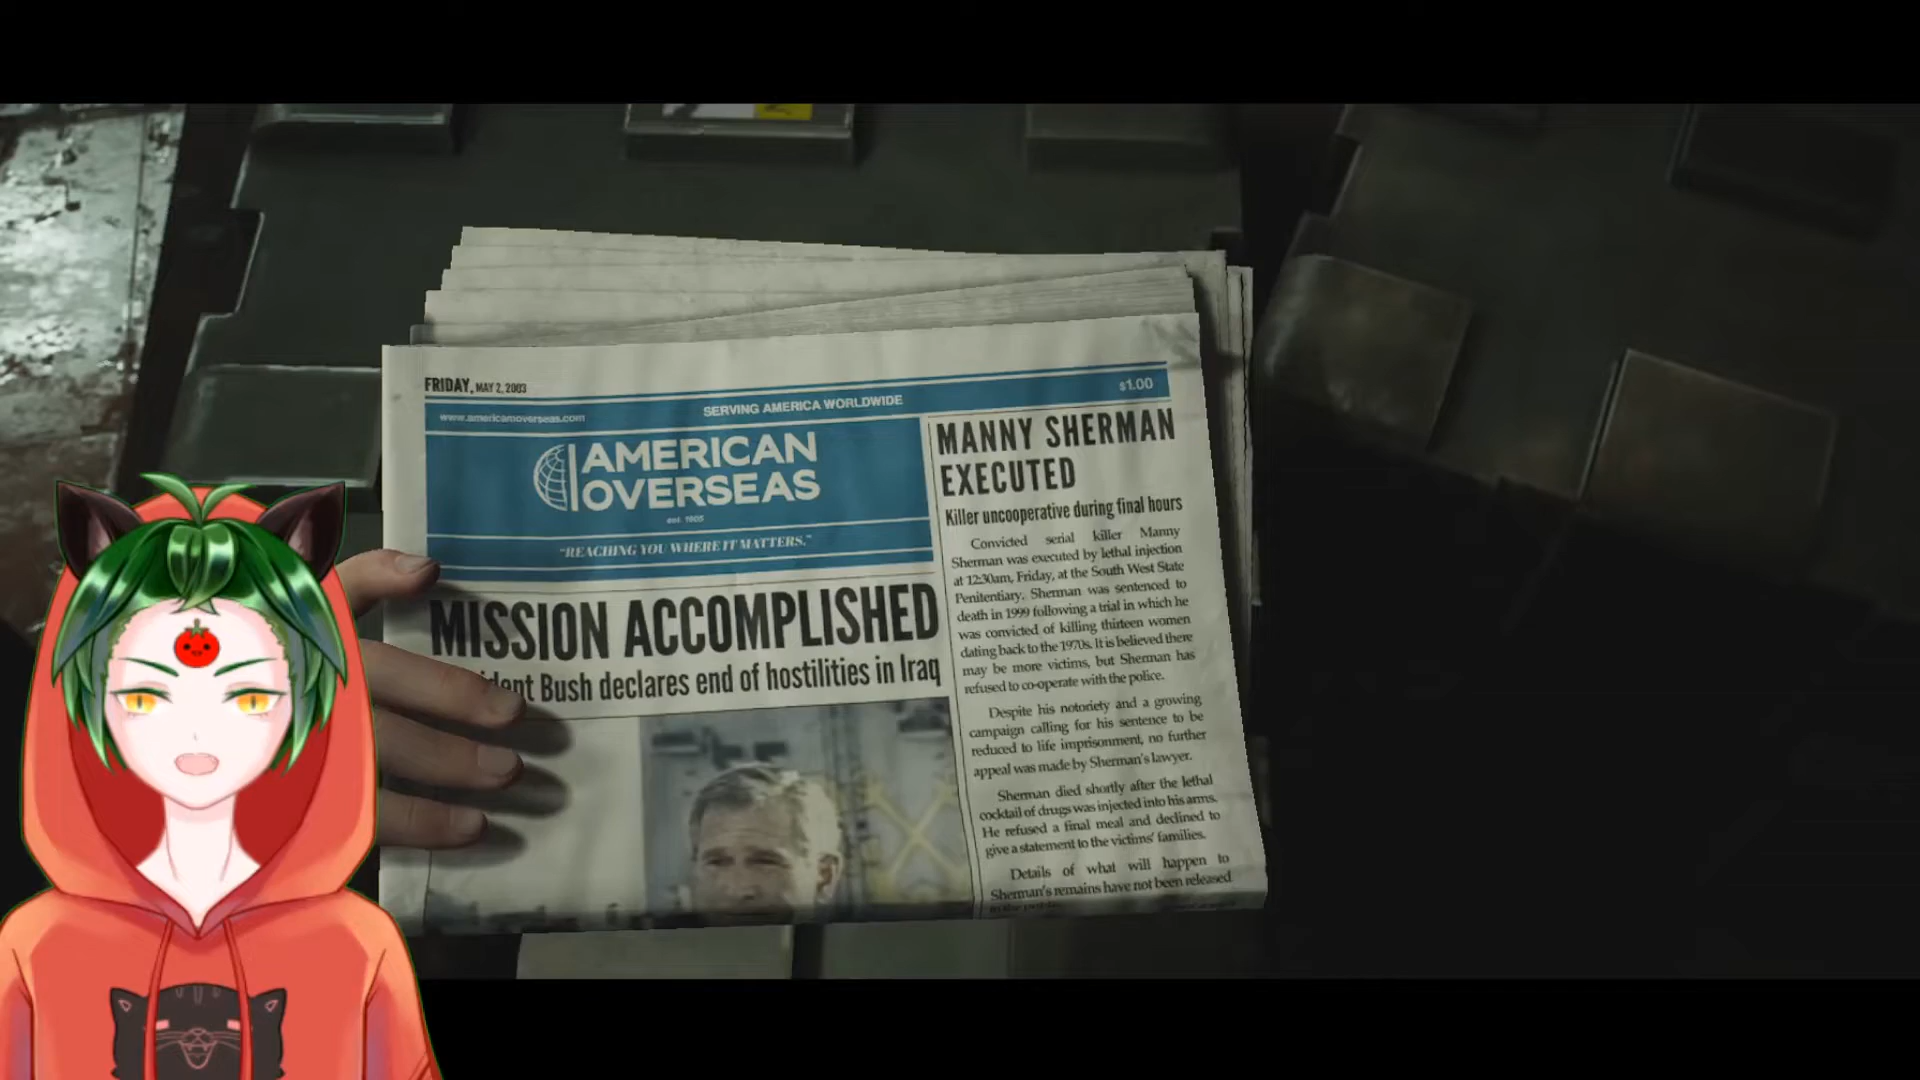 FRIDAY, MAY 2, 2003
$1.00
www.americanoverseas.com
SERVING AMERICA WORLDWIDE
AMERICAN
OVERSEAS
est. 1905
"REACHING YOU WHERE IT MATTERS."
MISSION ACCOMPLISHED
ident Bush declares end of hostilities in Iraq
MANNY SHERMAN
EXECUTED
Killer uncooperative during final hours
Convicted serial killer Manny
Sherman was executed by lethal injection
at 12:30am, Friday, at the South West State
Penitentiary. Sherman was sentenced to
death in 1999 following a trial in which he
was convicted of killing thirteen women
dating back to the 1970s. It is believed there
may be more victims, but Sherman has
refused to co-operate with the police.
Despite his notoriety and a growing
campaign calling for his sentence to be
reduced to life imprisonment, no further
appeal was made by Sherman's lawyer.
Sherman died shortly after the lethal
cocktail of drugs was injected into his arms.
He refused a final meal and declined to
give a statement to the victims' families.
Details of what will happen to
Sherman's remains have not been released